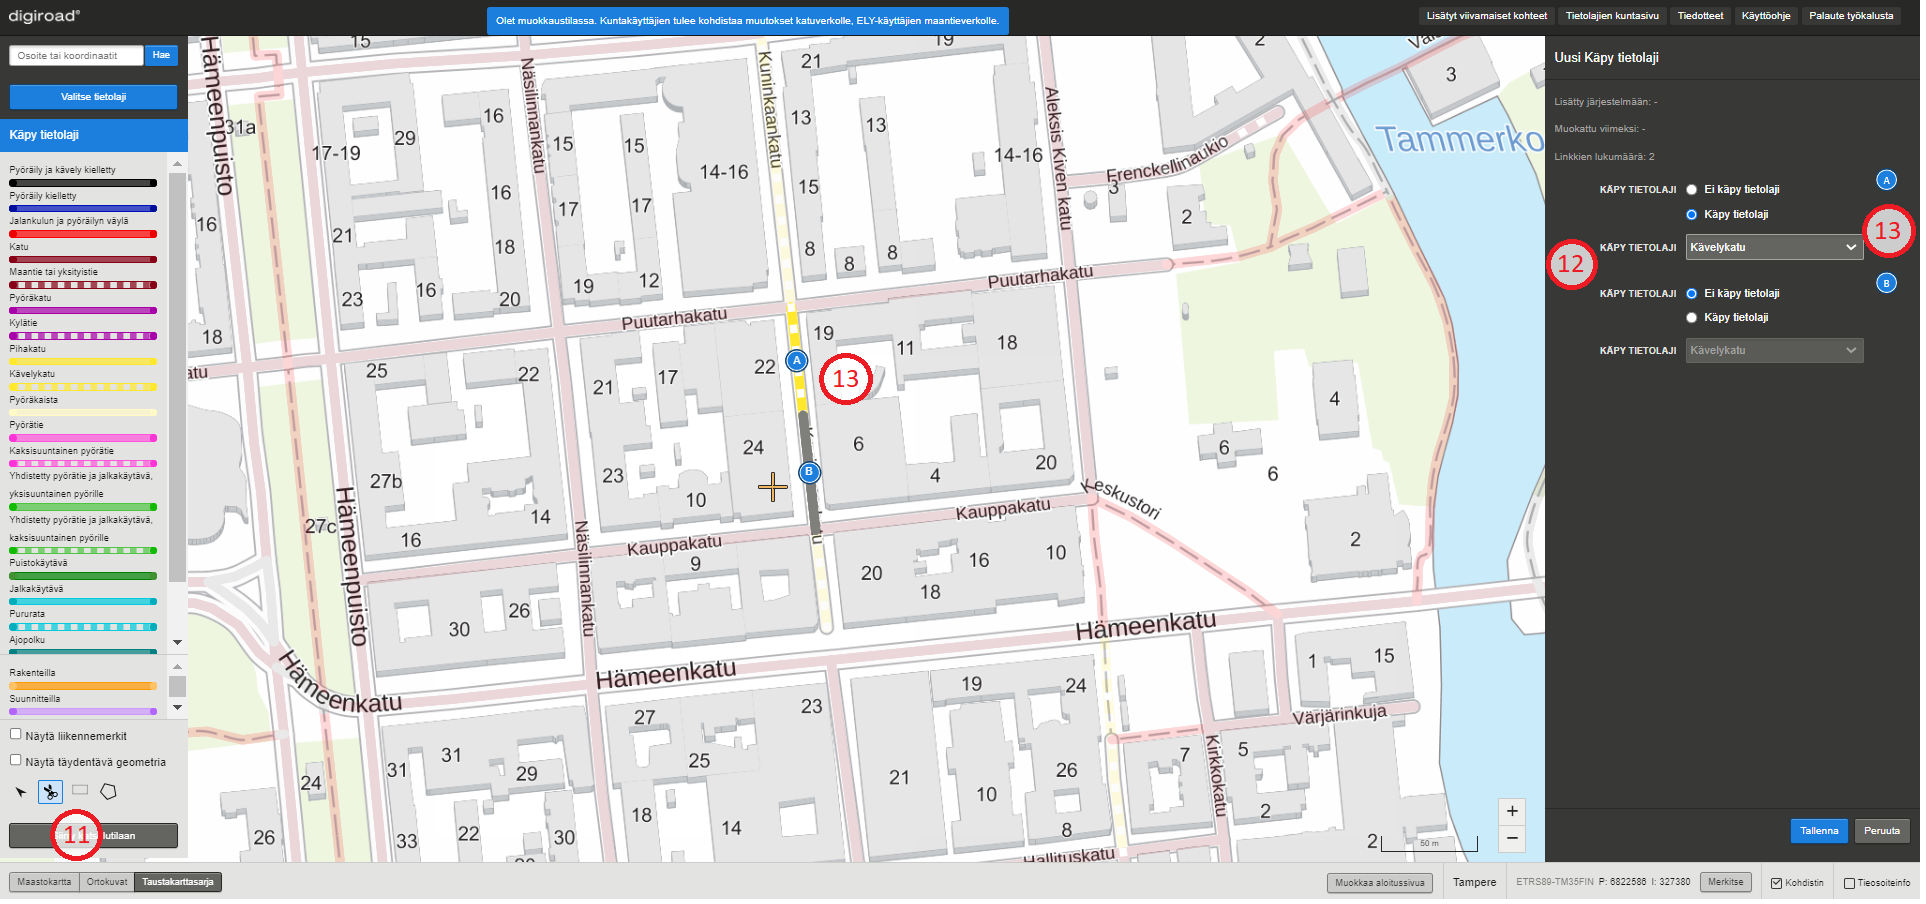 digiroad
Olet muokkaustilassa. Kuntakäyttäjien tulee kohdistaa muutokset katuverkolle, ELY-käyttäjien maantieverkolle.
Lisätyt viivamaiset kohteet
Tietolajien kuntasivu
Tiedotteet
Käyttöohje
Palaute työkalusta
Osoite tai koordinaatit
Hae
Valitse tietolaji
Käpy tietolaji
Pyöräily ja kävely kielletty
Pyöräily kielletty
Jalankulun ja pyöräilyn väylä
Katu
Maantie tai yksityistie
Pyöräkatu
Kylätie
Pihakatu
Kävelykatu
Pyöräkaista
Pyörätie
Kaksisuuntainen pyörätie
Yhdistetty pyörätie ja jalkakäytävä,
yksisuuntainen pyörille
Yhdistetty pyörätie ja jalkakäytävä,
kaksisuuntainen pyörille
Puistokäytävä
Jalkakäytävä
Pururata
Ajopolku
Rakenteilla
Suunnitteilla
Näytä liikennemerkit
Näytä täydentävä geometria
11
Hämeenpuisto
Näsilinnankatu
Kuninkaankatu
Aleksis Kiven katu
Frenckellinaukio
Tammerko
Puutarhakatu
Puutarhakatu
Kauppakatu
Kauppakatu
Keskustori
Hämeenpuisto
Näsilinnankatu
Hämeenkatu
Hämeenkatu
Hämeenkatu
Värjärinkuja
Kirkkokatu
Hallituskatu
15
21
19
2
3
31a
17-19
29
16
15
15
14-16
13
13
14-16
16
21
16
18
17
17
15
3
2
8
8
8
23
16
20
19
12
18
19
11
18
25
22
21
17
22
A
13
4
6
24
B
6
4
20
6
27b
23
10
14
27c
16
9
20
16
10
18
2
30
26
1
15
19
24
27
23
31
31
29
25
21
26
7
5
24
10
26
33
22
30
18
14
8
2
2
+
−
50 m
Uusi Käpy tietolaji
Lisätty järjestelmään: -
Muokattu viimeksi: -
Linkkien lukumäärä: 2
A
KÄPY TIETOLAJI
Ei käpy tietolaji
Käpy tietolaji
13
KÄPY TIETOLAJI
Kävelykatu
12
B
KÄPY TIETOLAJI
Ei käpy tietolaji
Käpy tietolaji
KÄPY TIETOLAJI
Kävelykatu
Tallenna
Peruuta
Maastokartta
Ortokuvat
Taustakarttasarja
Muokkaa aloitussivua
Tampere
ETRS89-TM35FIN P: 6822586 I: 327380
Merkitse
Kohdistin
Tieosoiteinfo